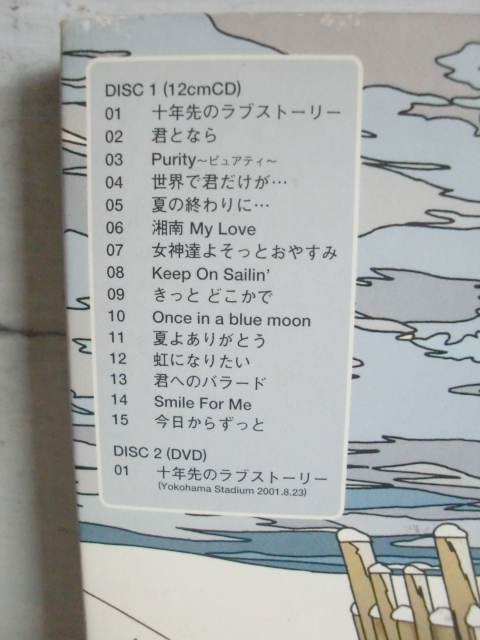 DISC 1 (12cmCD)
01 十年先のラブストーリー
02 君となら
03 Purity〜ピュアティ〜
04 世界で君だけが…
05 夏の終わりに…
06 湘南 My Love
07 女神達よそっとおやすみ
08 Keep On Sailin'
09 きっと どこかで
10 Once in a blue moon
11 夏よありがとう
12 虹になりたい
13 君へのバラード
14 Smile For Me
15 今日からずっと
DISC 2 (DVD)
01 十年先のラブストーリー
(Yokohama Stadium 2001.8.23)